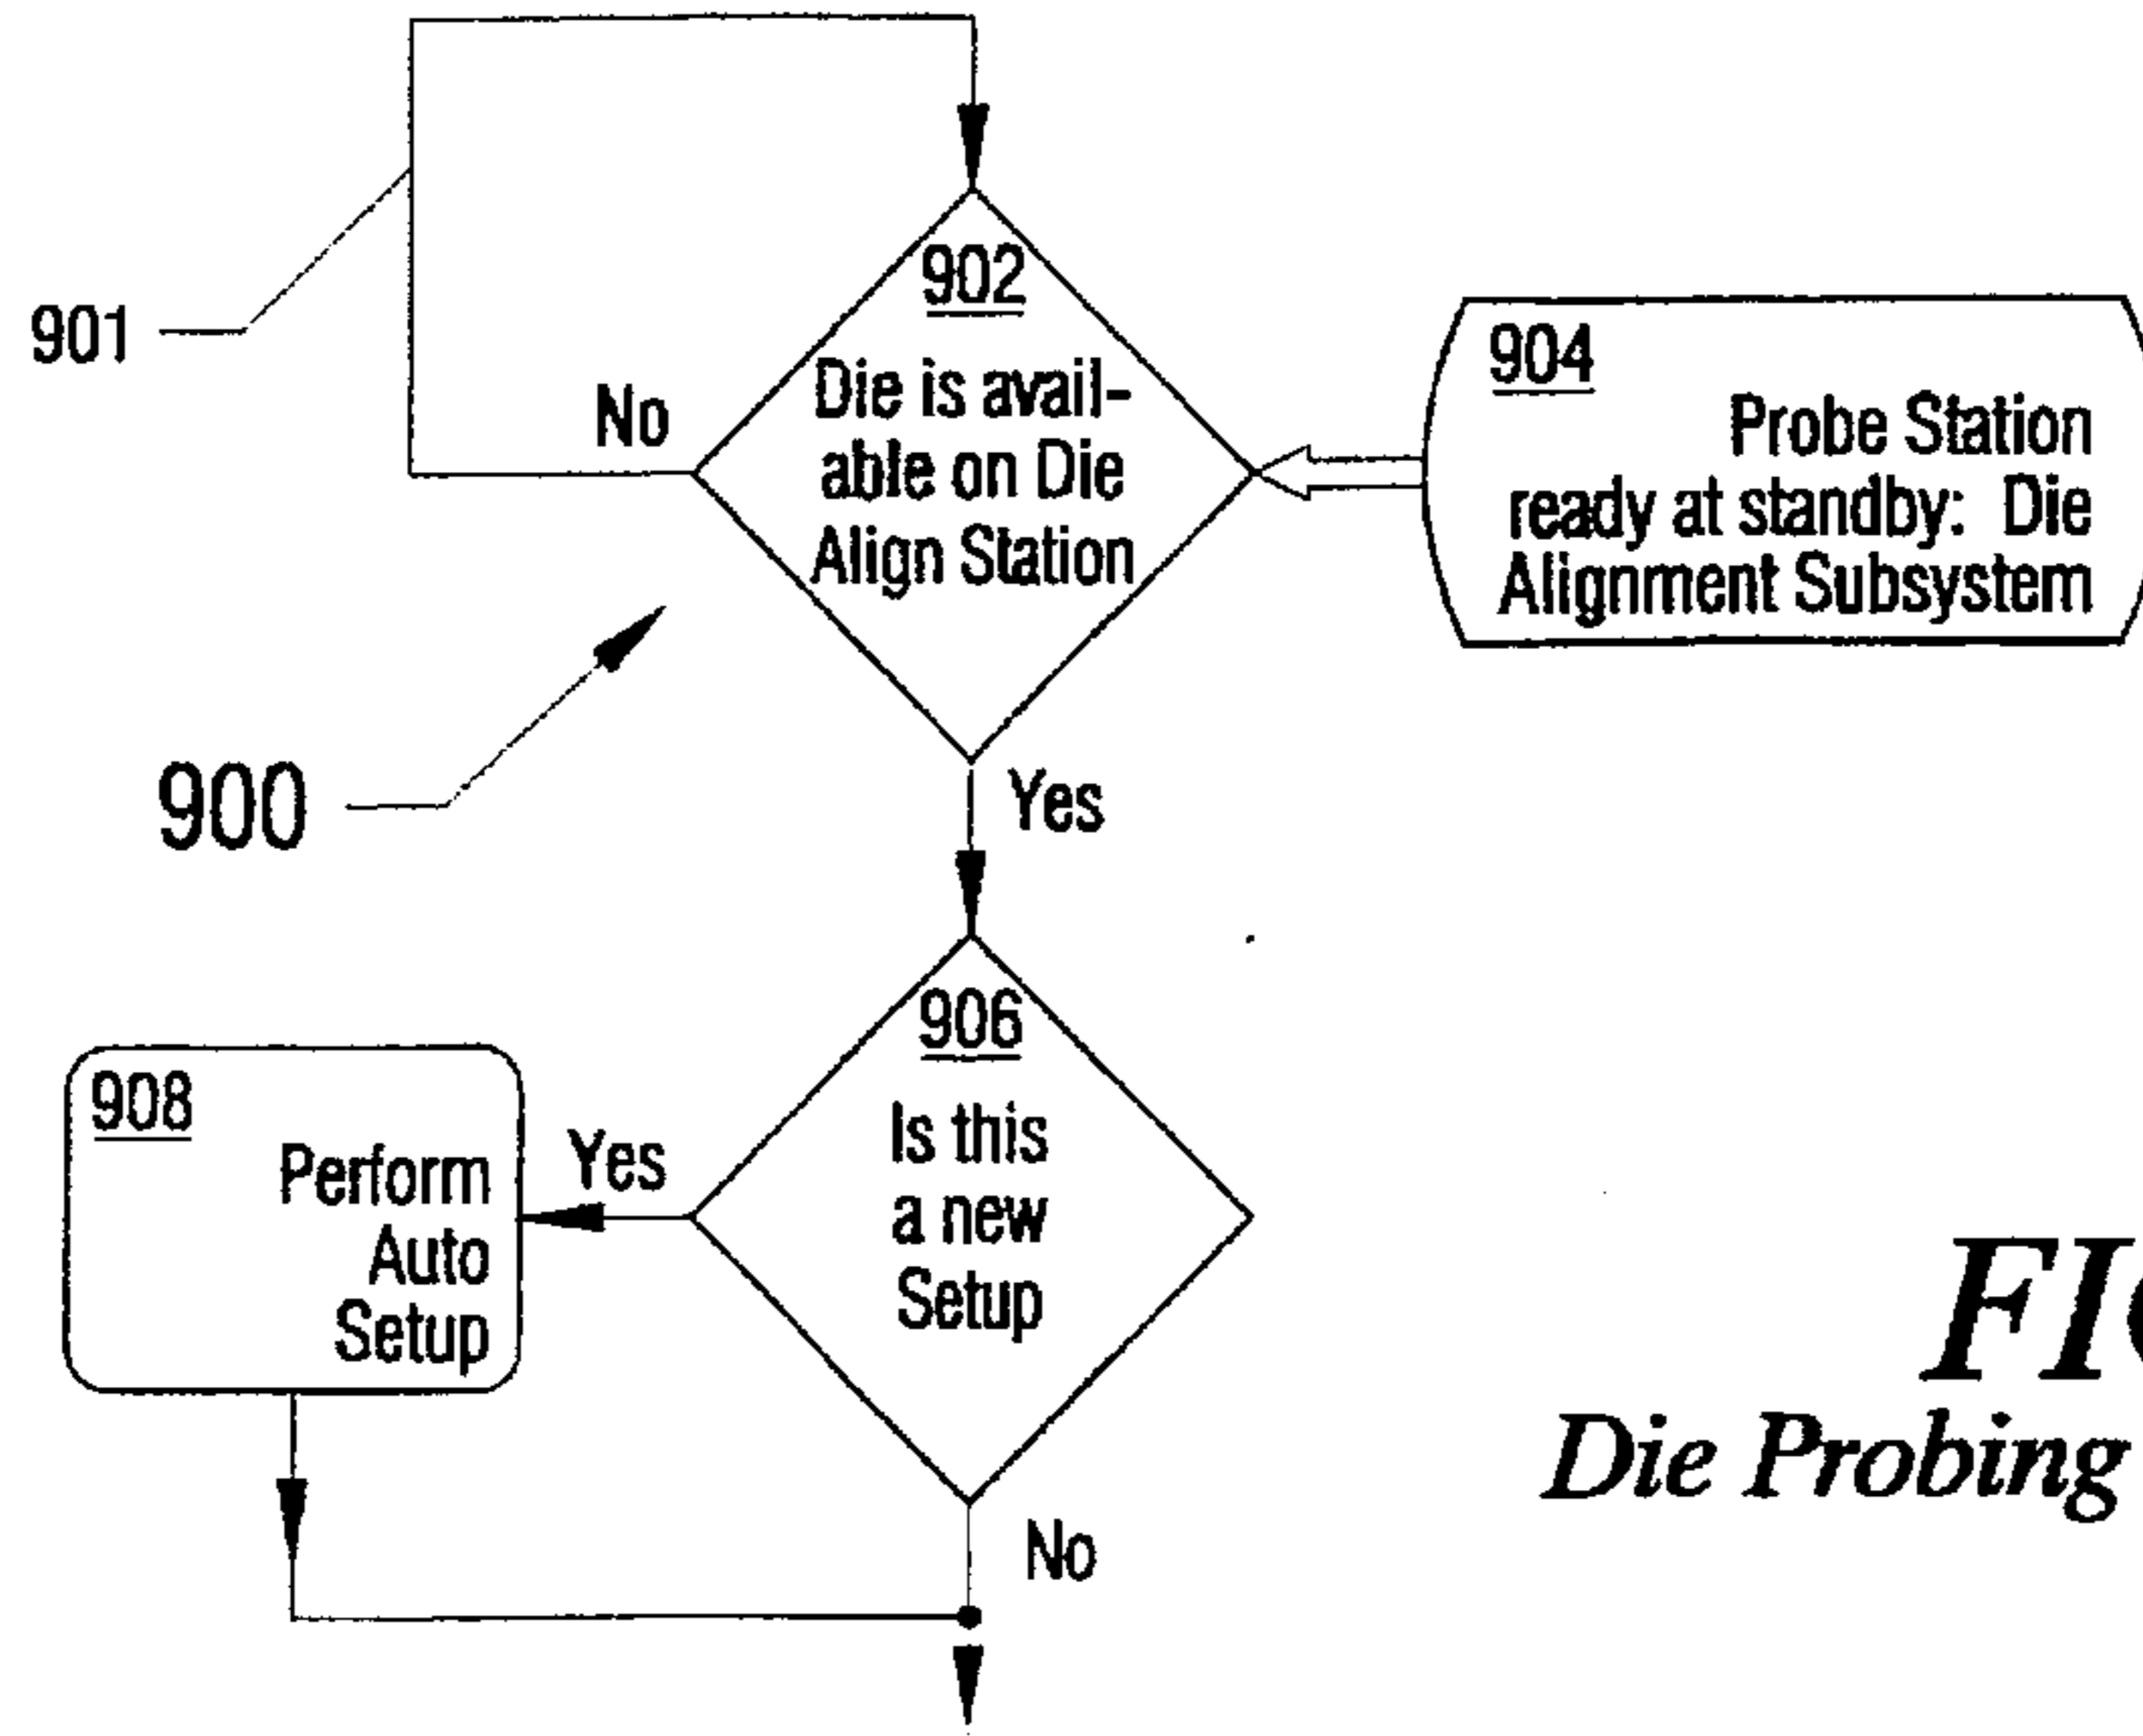 902
Die is avail-
able on Die
Align Station
901
No
904
Probe Station
ready at standby: Die
Alignment Subsystem
900
Yes
906
Is this
a new
Setup
908
Perform
Auto
Setup
Yes
No
Die Probing